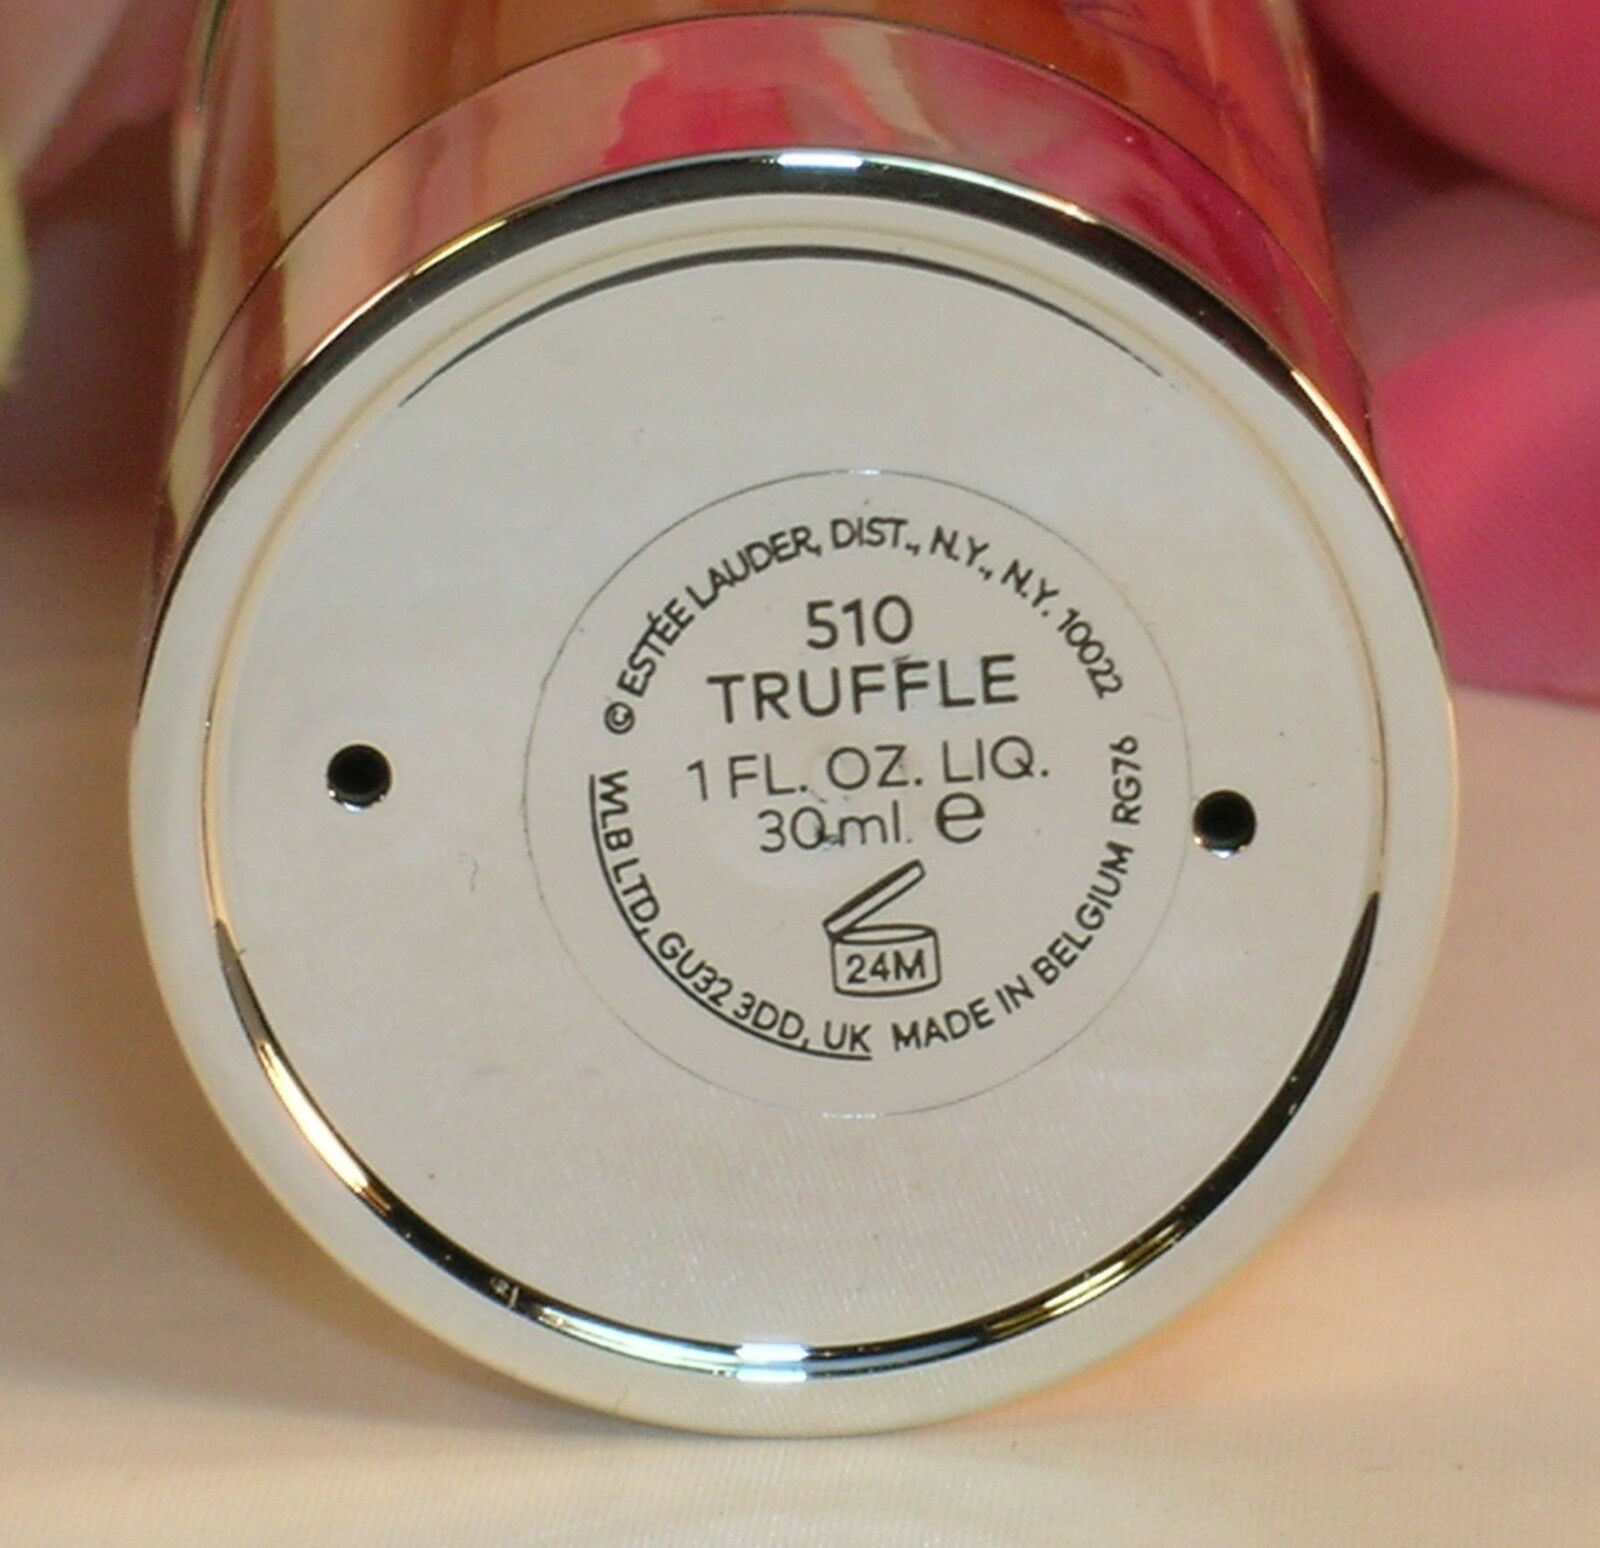 © ESTÉE LAUDER, DIST., N.Y., N.Y. 10022
510
TRUFFLE
1 FL. OZ. LIQ.
30 ml. e
24M
WLB LTD, GU32 3DD, UK MADE IN BELGIUM RG76